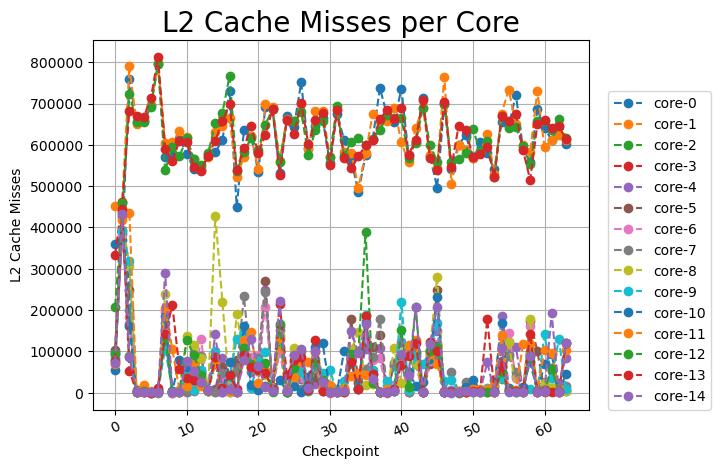 L2 Cache Misses per Core
L2 Cache Misses
800000
700000
600000
500000
400000
300000
200000
100000
0
0
10
20
30
40
50
60
Checkpoint
core-0
core-1
core-2
core-3
core-4
core-5
core-6
core-7
core-8
core-9
core-10
core-11
core-12
core-13
core-14